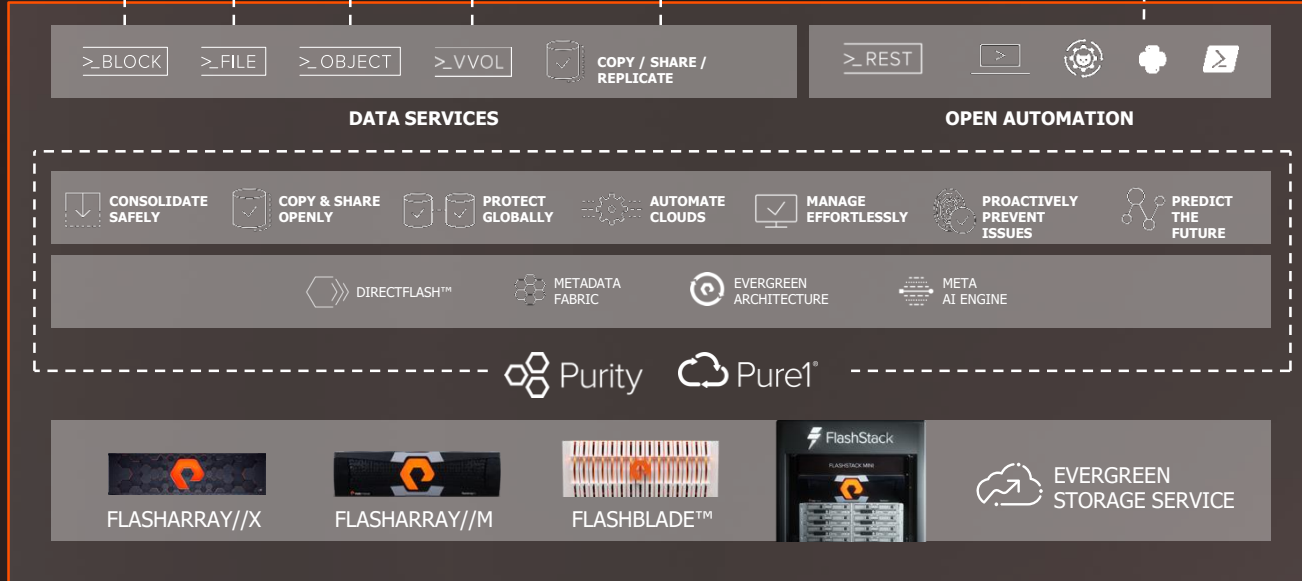 >_BLOCK
>_FILE
>_OBJECT
>_VVOL
COPY / SHARE /
REPLICATE
>_REST
DATA SERVICES
OPEN AUTOMATION
CONSOLIDATE
SAFELY
COPY & SHARE
OPENLY
PROTECT
GLOBALLY
AUTOMATE
CLOUDS
MANAGE
EFFORTLESSLY
PROACTIVELY
PREVENT
ISSUES
PREDICT
THE
FUTURE
DIRECTFLASH™
METADATA
FABRIC
EVERGREEN
ARCHITECTURE
META
AI ENGINE
Purity
Pure1®
FlashStack
FLASHSTACK MINI
FLASHARRAY//X
FLASHARRAY//M
FLASHBLADE™
EVERGREEN
STORAGE SERVICE